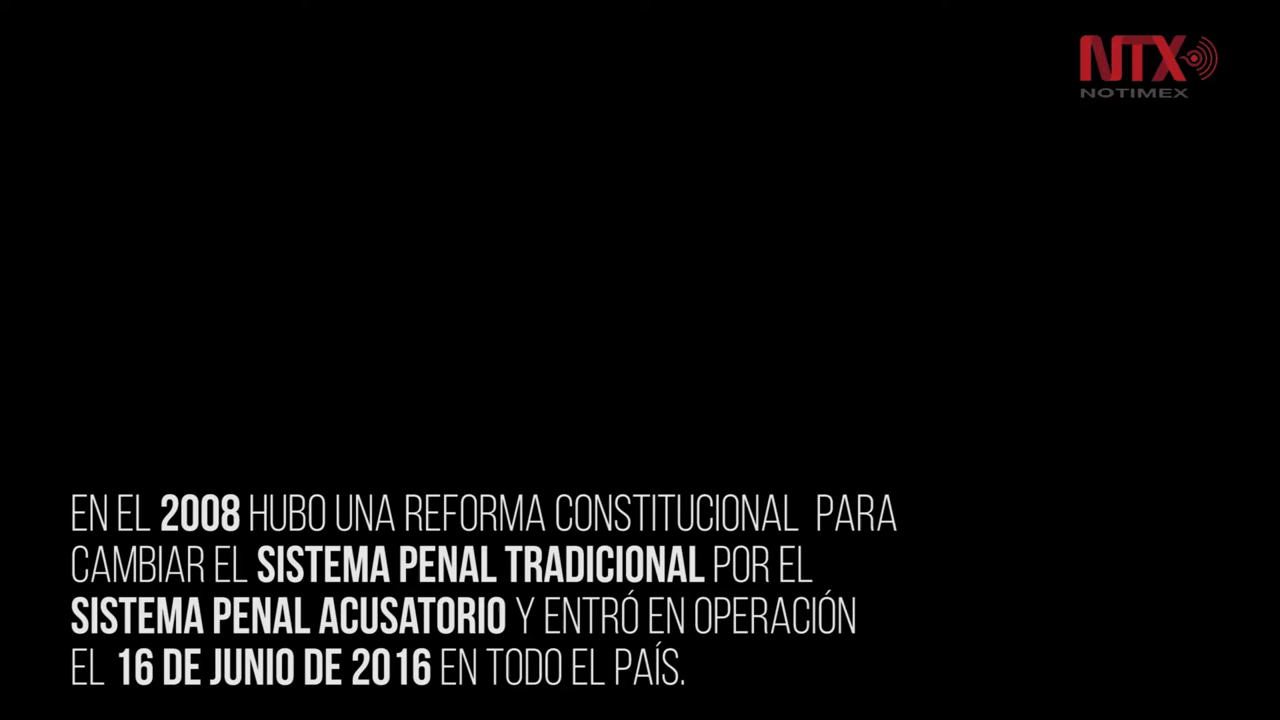 NTX
NOTIMEX
EN EL 2008 HUBO UNA REFORMA CONSTITUCIONAL PARA
CAMBIAR EL SISTEMA PENAL TRADICIONAL POR EL
SISTEMA PENAL ACUSATORIO Y ENTRÓ EN OPERACIÓN
EL 16 DE JUNIO DE 2016 EN TODO EL PAÍS.